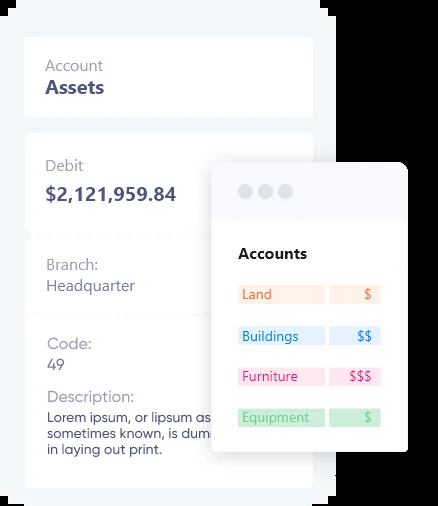 Account
Assets
Debit
$2,121,959.84
Branch:
Headquarter
Code:
49
Description:
Lorem ipsum, or lipsum as
sometimes known, is
in laying out print.
Accounts
Land $
Buildings $$
Furniture $$$
Equipment $